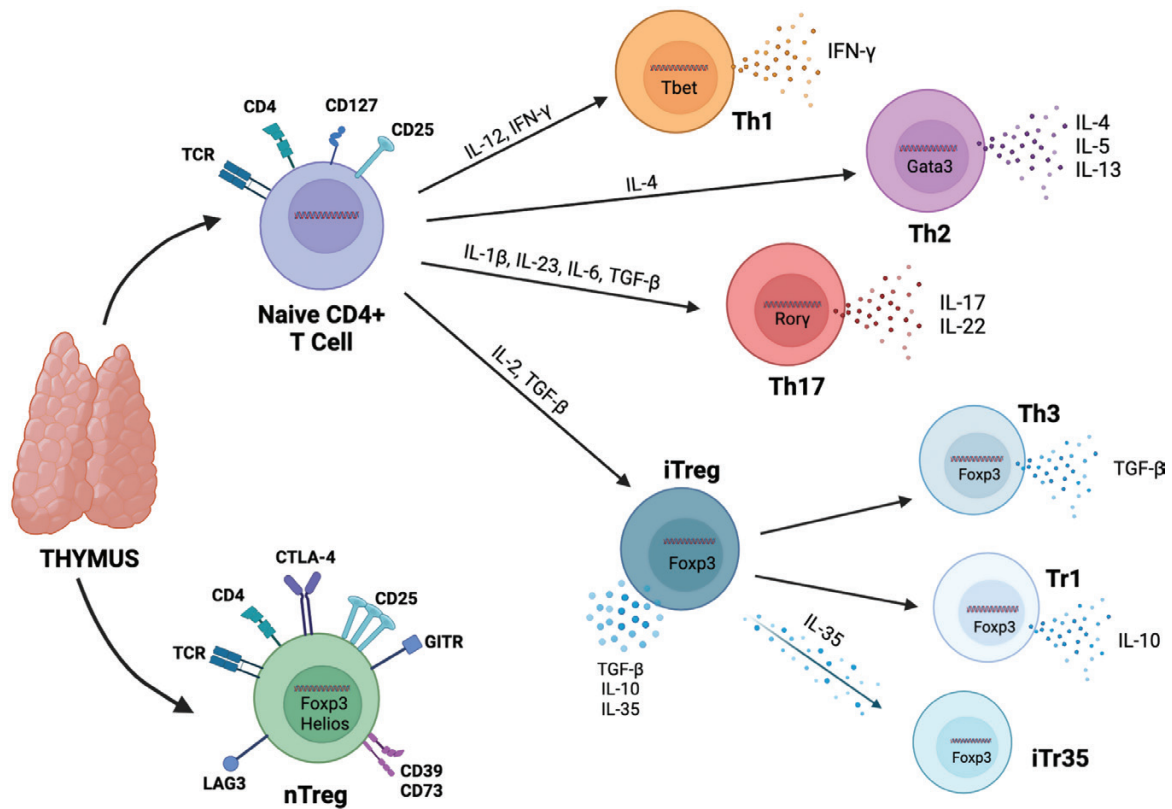 IFN-γ
Tbet
Th1
CD4
CD127
CD25
TCR
IL-12, IFN-γ
IL-4
IL-4
IL-5
IL-13
Gata3
Th2
IL-1β, IL-23, IL-6, TGF-β
Naive CD4+
T Cell
Rorγ
IL-17
IL-22
Th17
IL-2, TGF-β
THYMUS
iTreg
Foxp3
TGF-β
IL-10
IL-35
Th3
Foxp3
TGF-β
Tr1
Foxp3
IL-10
IL-35
Foxp3
iTr35
CTLA-4
CD4
CD25
TCR
GITR
Foxp3
Helios
LAG3
CD39
CD73
nTreg